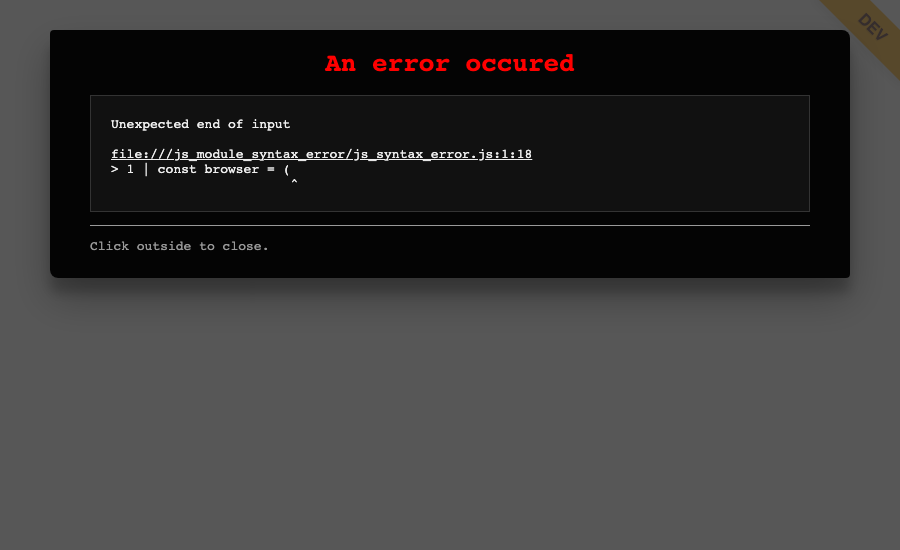 DEV
An error occured
Unexpected end of input
file:///js_module_syntax_error/js_syntax_error.js:1:18
> 1 | const browser = (
^
Click outside to close.